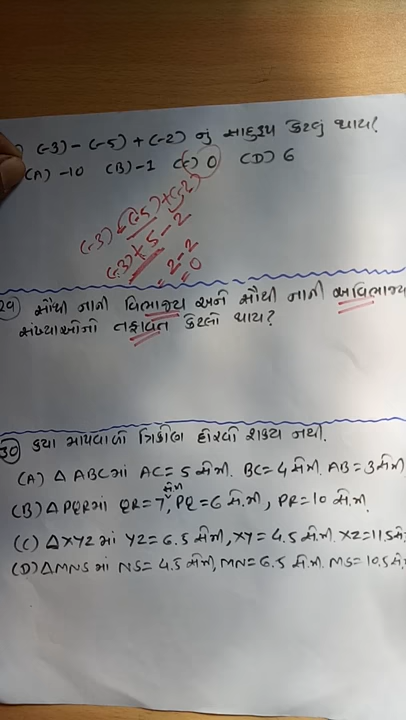 (-3) - (-5) + (-2) નું સાદુરૂપ કેટલું થાય?
(A) -10 (B) -1 (C) 0 (D) 6
(-3) - (-5) + (-2)
(-3) + 5 - 2
= 2 - 2
= 0
29 સૌથી નાની વિભાજ્ય અને સૌથી નાની અવિભાજ્ય
સંખ્યાઓનો તફાવત કેટલો થાય?
30 કયા માપવાળો ત્રિકોણ દોરવો શક્ય નથી.
(A) △ ABCમાં AC = 5 સેમી. BC = 4 સેમી. AB = 3 સેમી
(B) △ PQRમાં QR = 7 સેમી, PQ = 6 સે.મી, PR = 10 સે.મી.
(C) △XYZ માં YZ = 6.5 સેમી, XY = 4.5 સે.મી. XZ = 11 સેમી
(D) △MNS માં NS = 4.5 સેમી, MN = 6.5 સે.મી. MS = 10.5 સે.